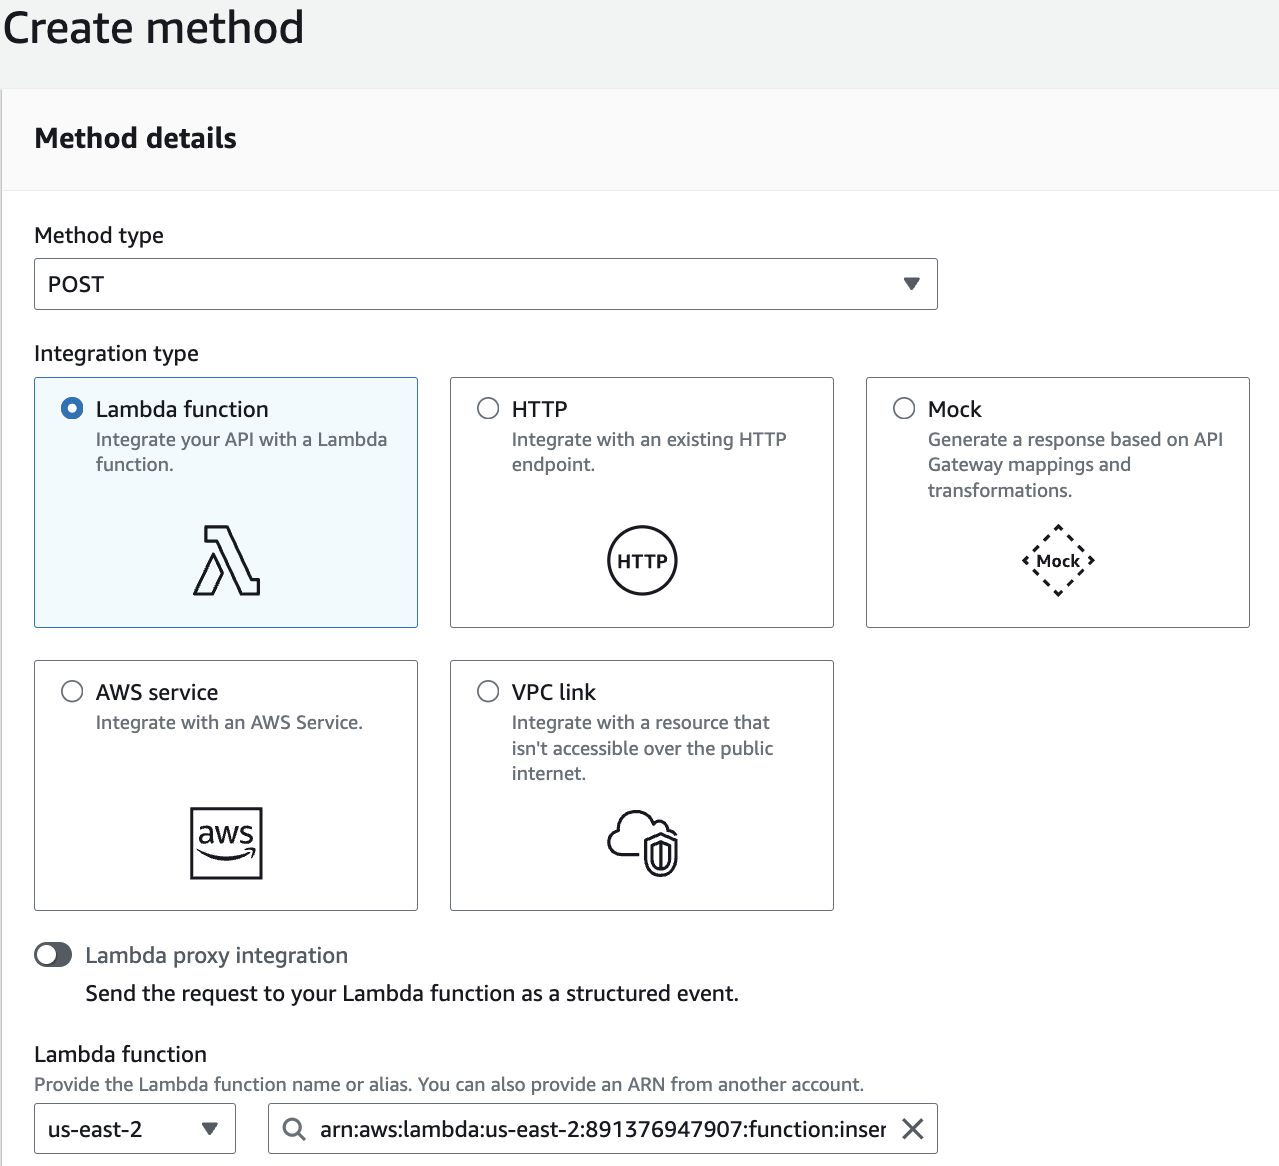 Create method
Method details
Method type
POST
Integration type
Lambda function
Integrate your API with a Lambda
function.
HTTP
Integrate with an existing HTTP
endpoint.
HTTP
Mock
Generate a response based on API
Gateway mappings and
transformations.
Mock
AWS service
Integrate with an AWS Service.
aws
VPC link
Integrate with a resource that
isn't accessible over the public
internet.
Lambda proxy integration
Send the request to your Lambda function as a structured event.
Lambda function
Provide the Lambda function name or alias. You can also provide an ARN from another account.
us-east-2
arn:aws:lambda:us-east-2:891376947907:function:inser